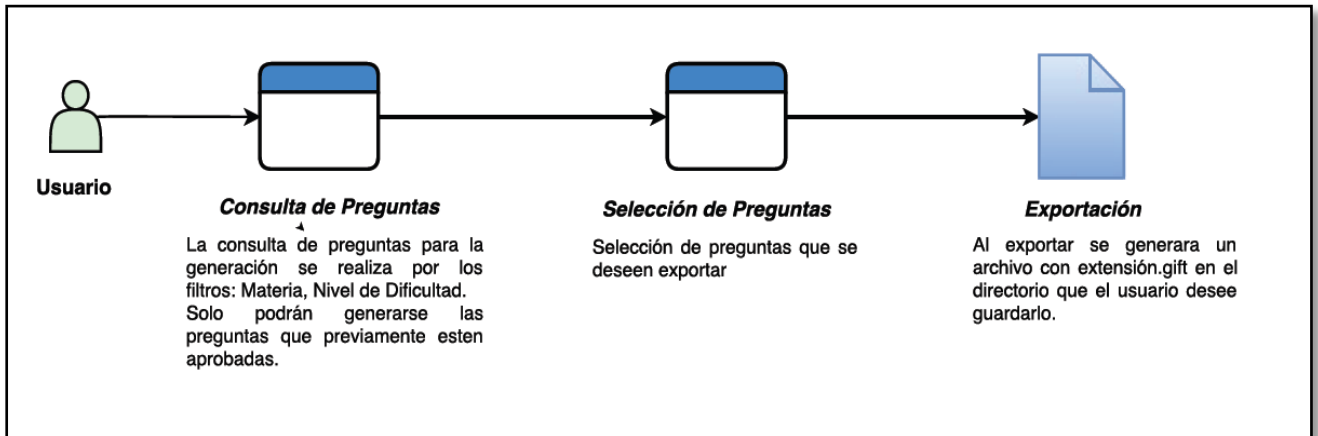 Usuario
Consulta de Preguntas
La consulta de preguntas para la
generación se realiza por los
filtros: Materia, Nivel de Dificultad.
Solo podrán generarse las
preguntas que previamente esten
aprobadas.
Selección de Preguntas
Selección de preguntas que se
deseen exportar
Exportación
Al exportar se generara un
archivo con extensión.gift en el
directorio que el usuario desee
guardarlo.